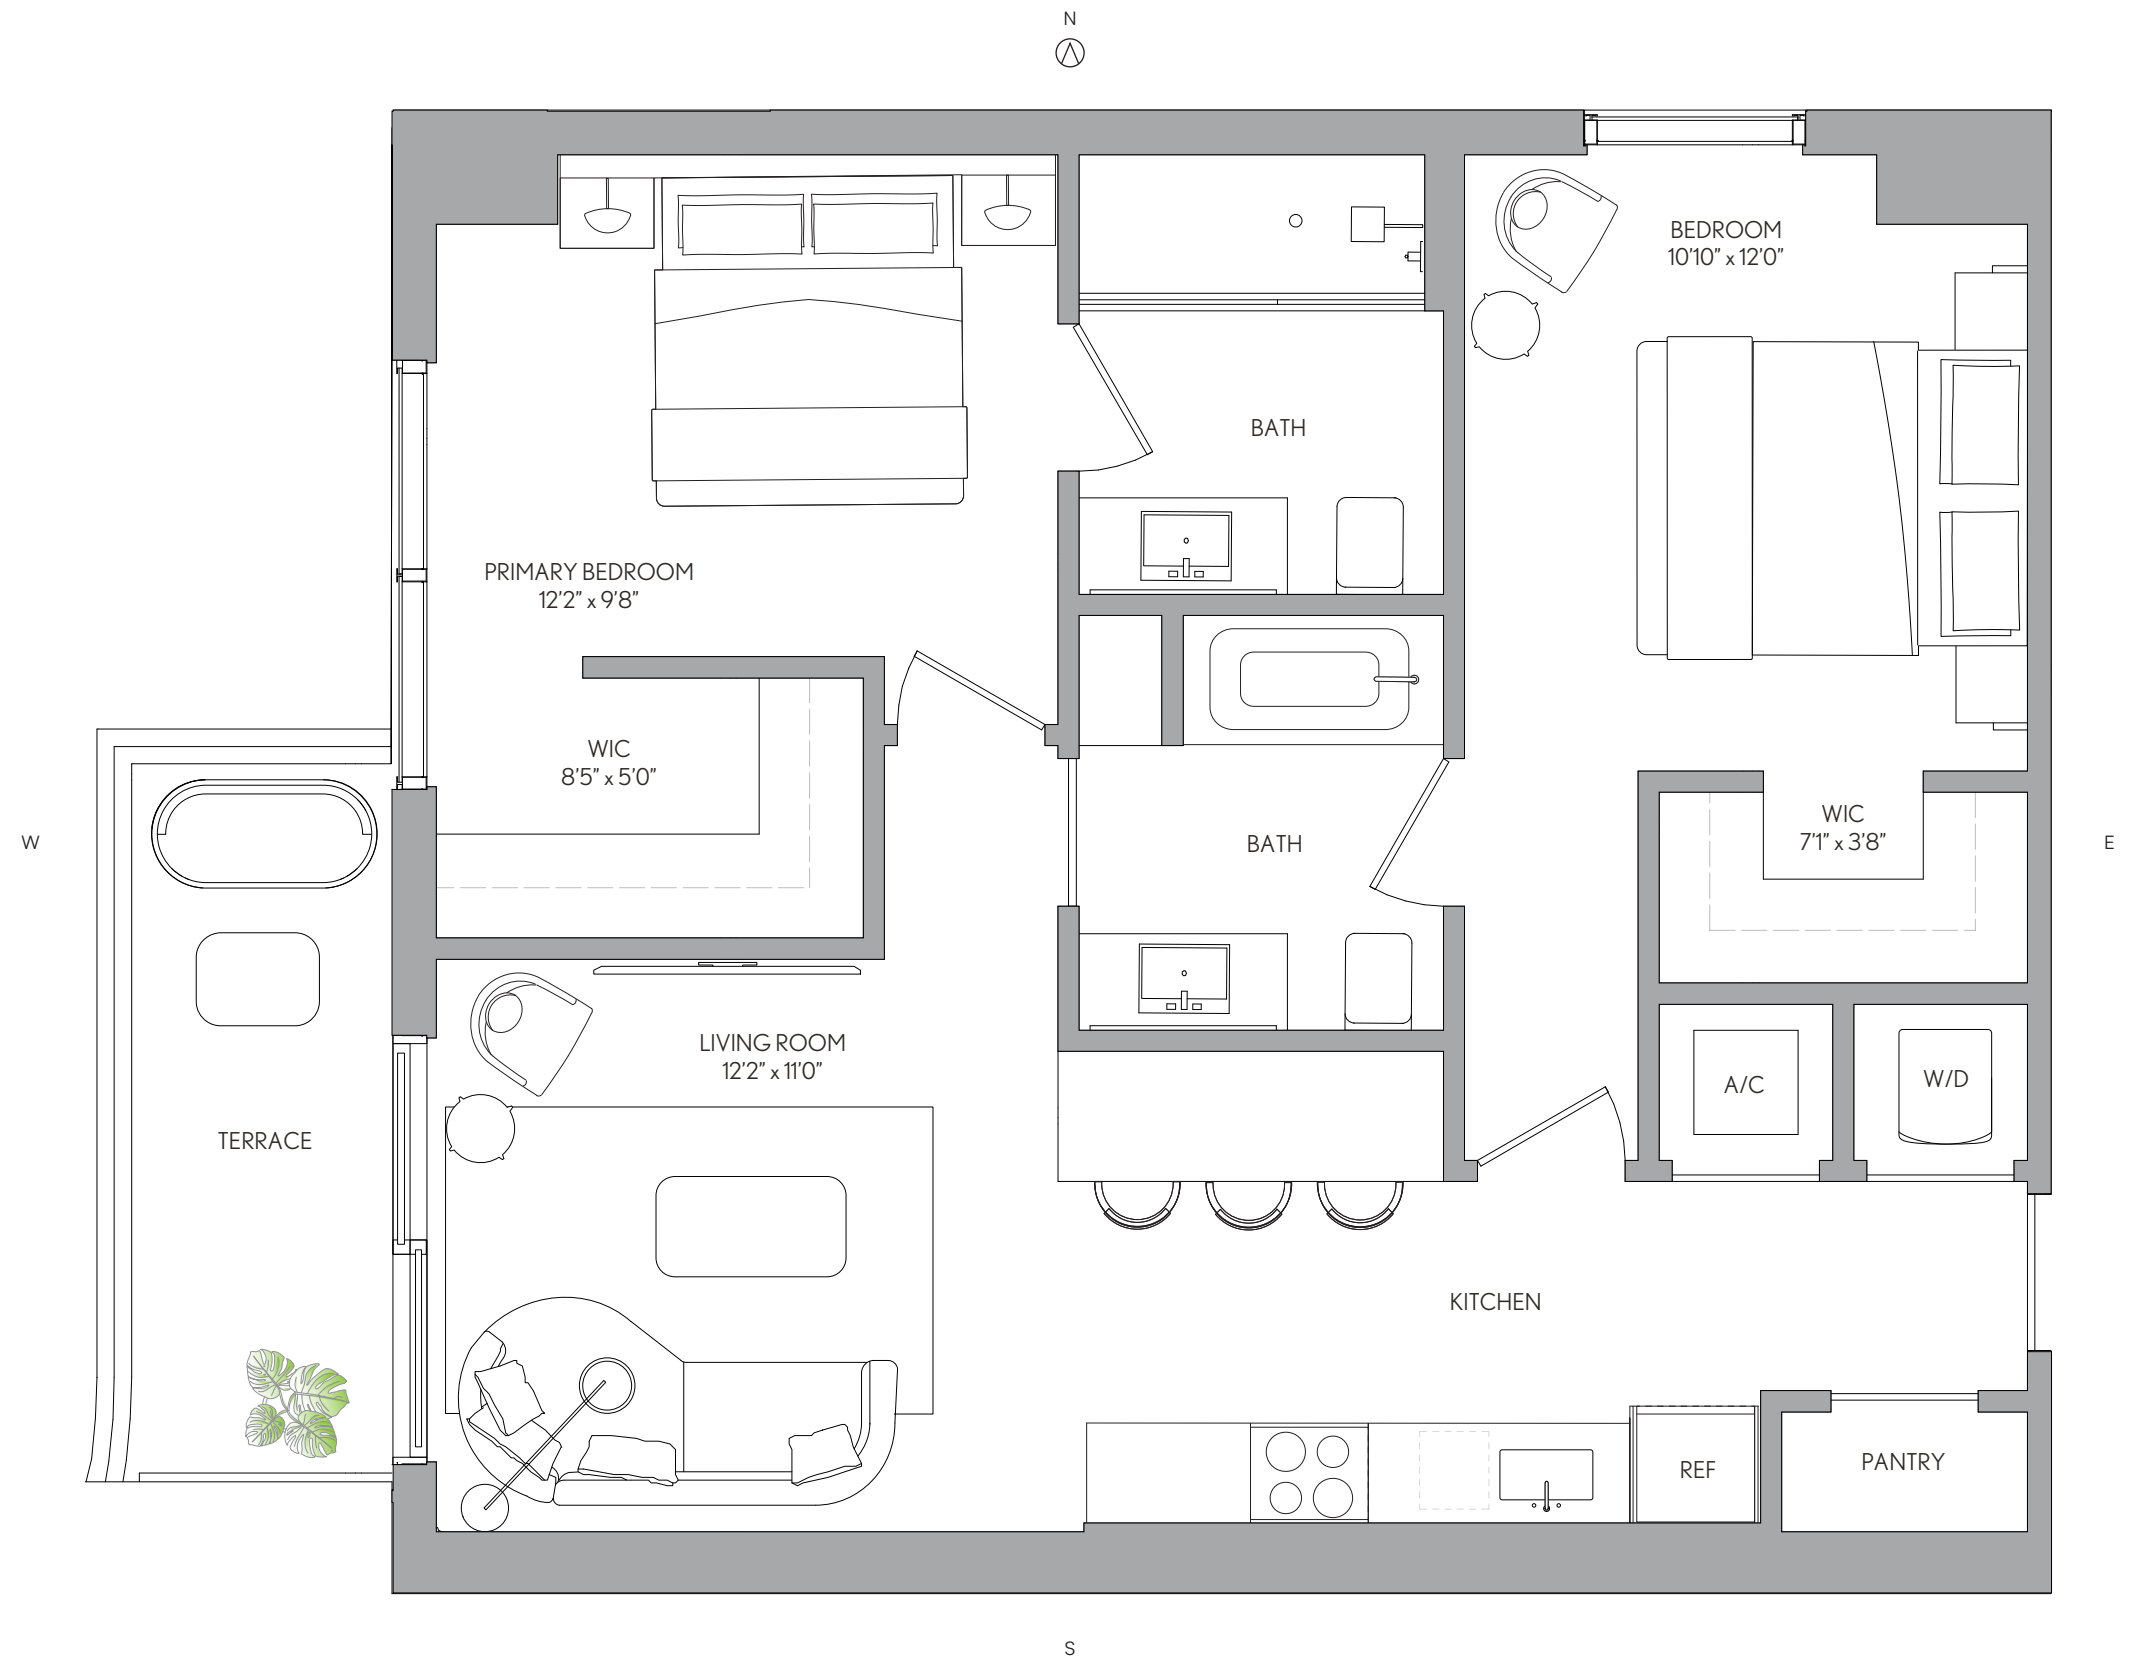 N
BEDROOM
10'10" x 12'0"
BATH
PRIMARY BEDROOM
12'2" x 9'8"
WIC
8'5" x 5'0"
WIC
7'1" x 3'8"
W
BATH
E
LIVING ROOM
12'2" x 11'0"
A/C
W/D
TERRACE
KITCHEN
REF
PANTRY
S